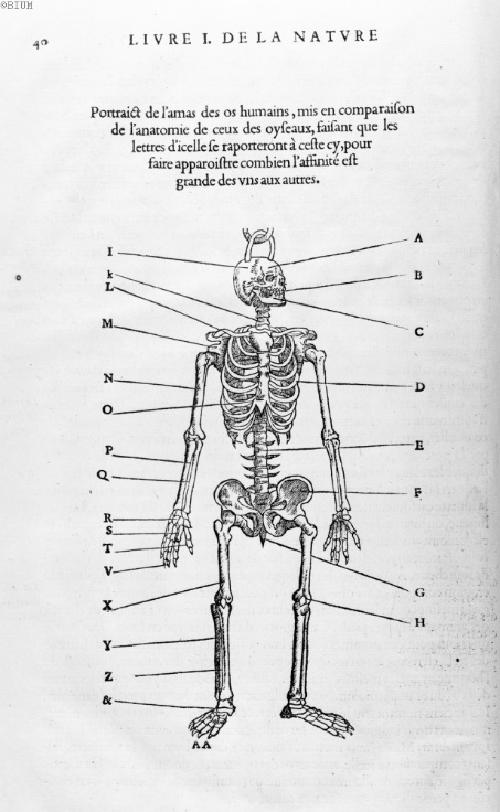 ©BIUM
40 LIVRE I. DE LA NATVRE
Portraict de l'amas des os humains, mis en comparaiſon
de l'anatomie de ceux des oyſeaux, faiſant que les
lettres d'icelle ſe raporteront à ceſte cy, pour
faire apparoiſtre combien l'affinité eſt
grande des vns aux autres.
I
A
k
B
L
C
M
N
D
O
P
E
Q
F
R
S
T
V
G
X
H
Y
Z
&
AA